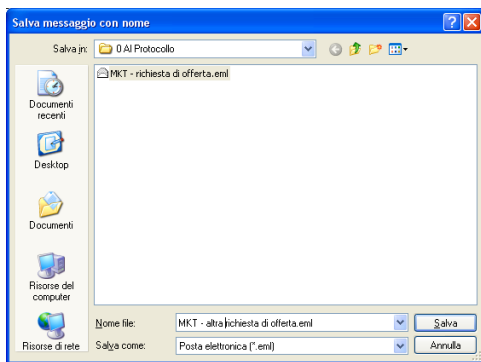 Salva messaggio con nome
Salva in:
0 Al Protocollo
MKT - richiesta di offerta.eml
Documenti
recenti
Desktop
Documenti
Risorse del
computer
Risorse di rete
Nome file:
MKT - altra richiesta di offerta.eml
Salva
Salva come:
Posta elettronica (*.eml)
Annulla